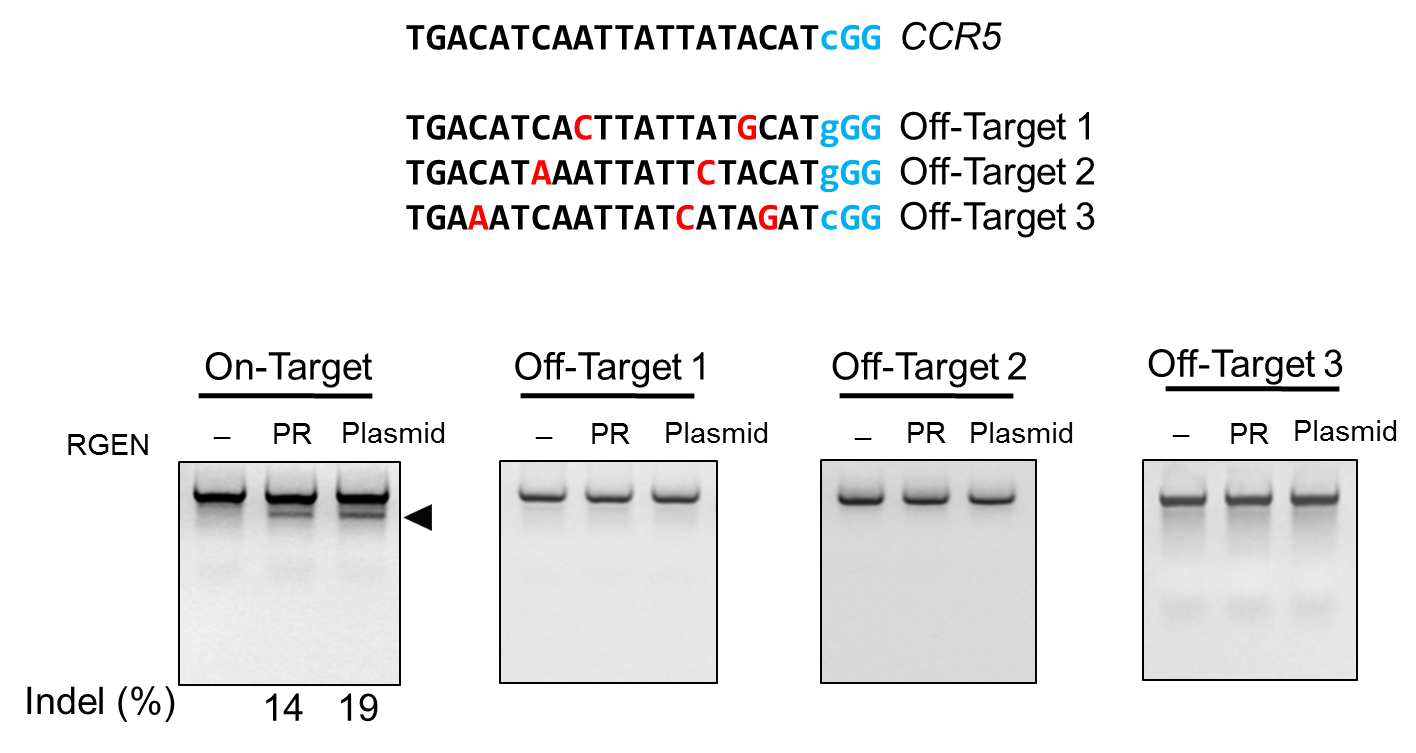 TGACATCAATTATTATACATcGG CCR5
TGACATCACTTATTATGCATgGG Off-Target 1
TGACATAAATTATTCTACATgGG Off-Target 2
TGAAATCAATTATCATAGATcGG Off-Target 3
On-Target Off-Target 1 Off-Target 2 Off-Target 3
RGEN – PR Plasmid – PR Plasmid – PR Plasmid – PR Plasmid
Indel (%) 14 19